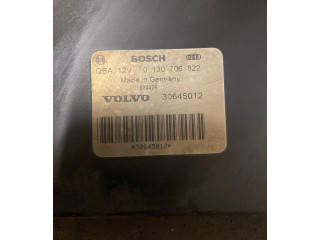 BOSCH
QBA 12V 0 130 706 822
Made in Germany
VOLVO 30645012
*30645012*